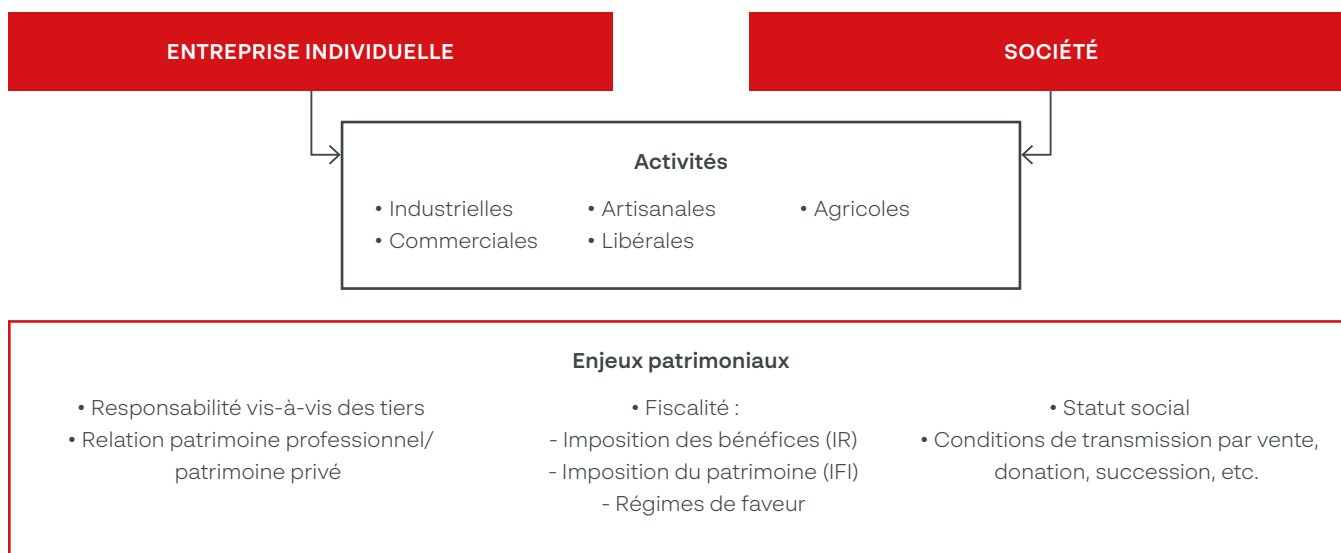 ENTREPRISE INDIVIDUELLE
SOCIÉTÉ
Activités
• Industrielles
• Commerciales
• Artisanales
• Libérales
• Agricoles
Enjeux patrimoniaux
• Responsabilité vis-à-vis des tiers
• Relation patrimoine professionnel/
patrimoine privé
• Fiscalité :
- Imposition des bénéfices (IR)
- Imposition du patrimoine (IFI)
- Régimes de faveur
• Statut social
• Conditions de transmission par vente,
donation, succession, etc.